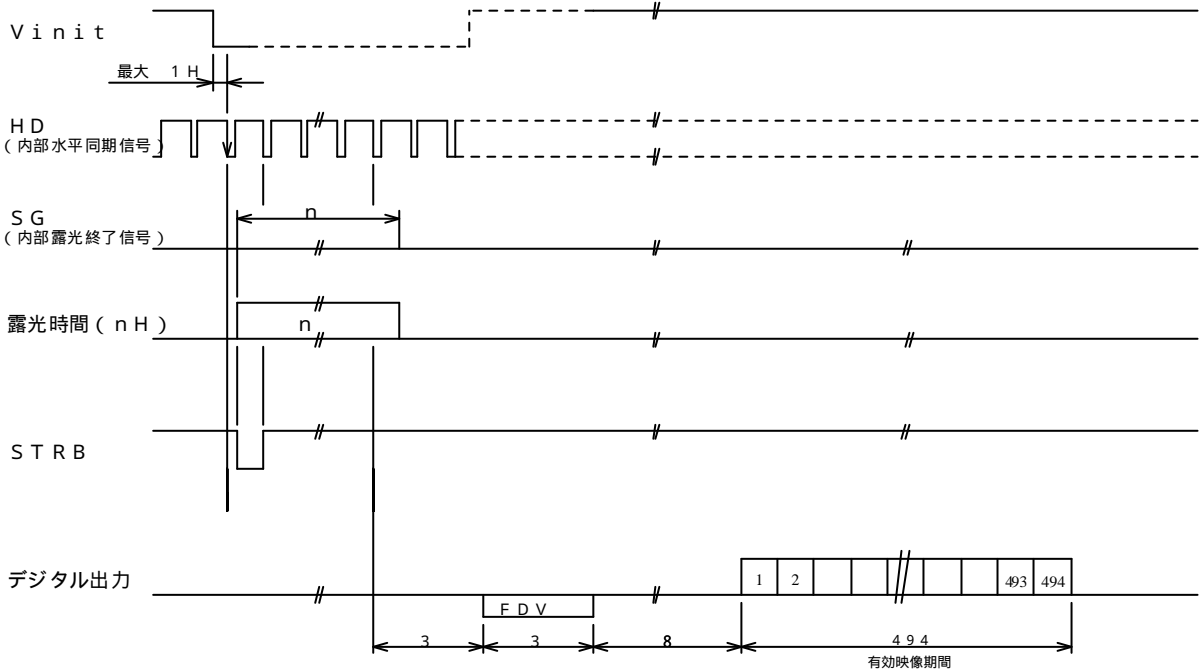 Vinit
最大 1H
HD
(内部水平同期信号)
SG
(内部露光終了信号)
n
露光時間(nH)
n
STRB
デジタル出力
1 2 493 494
FDV
3 3 8 494
有効映像期間